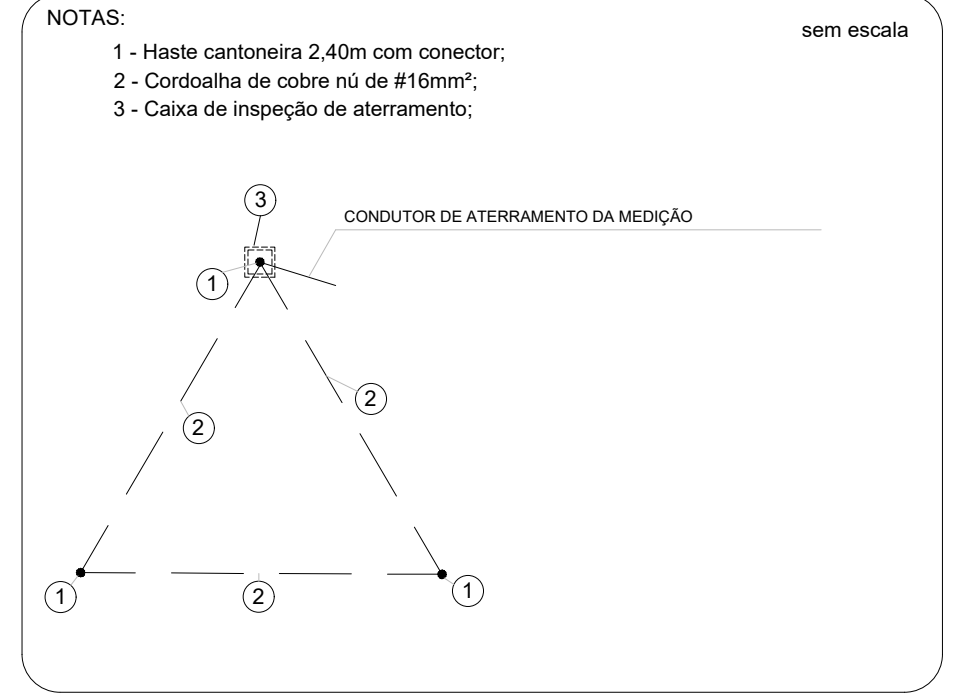 NOTAS:
sem escala
1 - Haste cantoneira 2,40m com conector;
2 - Cordoalha de cobre nú de #16mm²;
3 - Caixa de inspeção de aterramento;
3
CONDUTOR DE ATERRAMENTO DA MEDIÇÃO
1
2
2
1
2
1